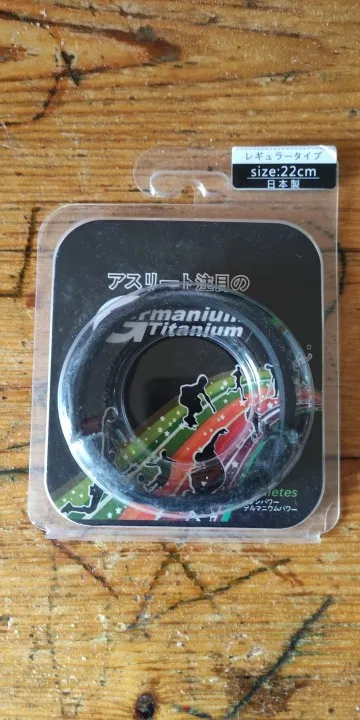 レギュラータイプ
size:22cm
日本製
アスリート注目の
Titanium
ゲルマニウムパワー